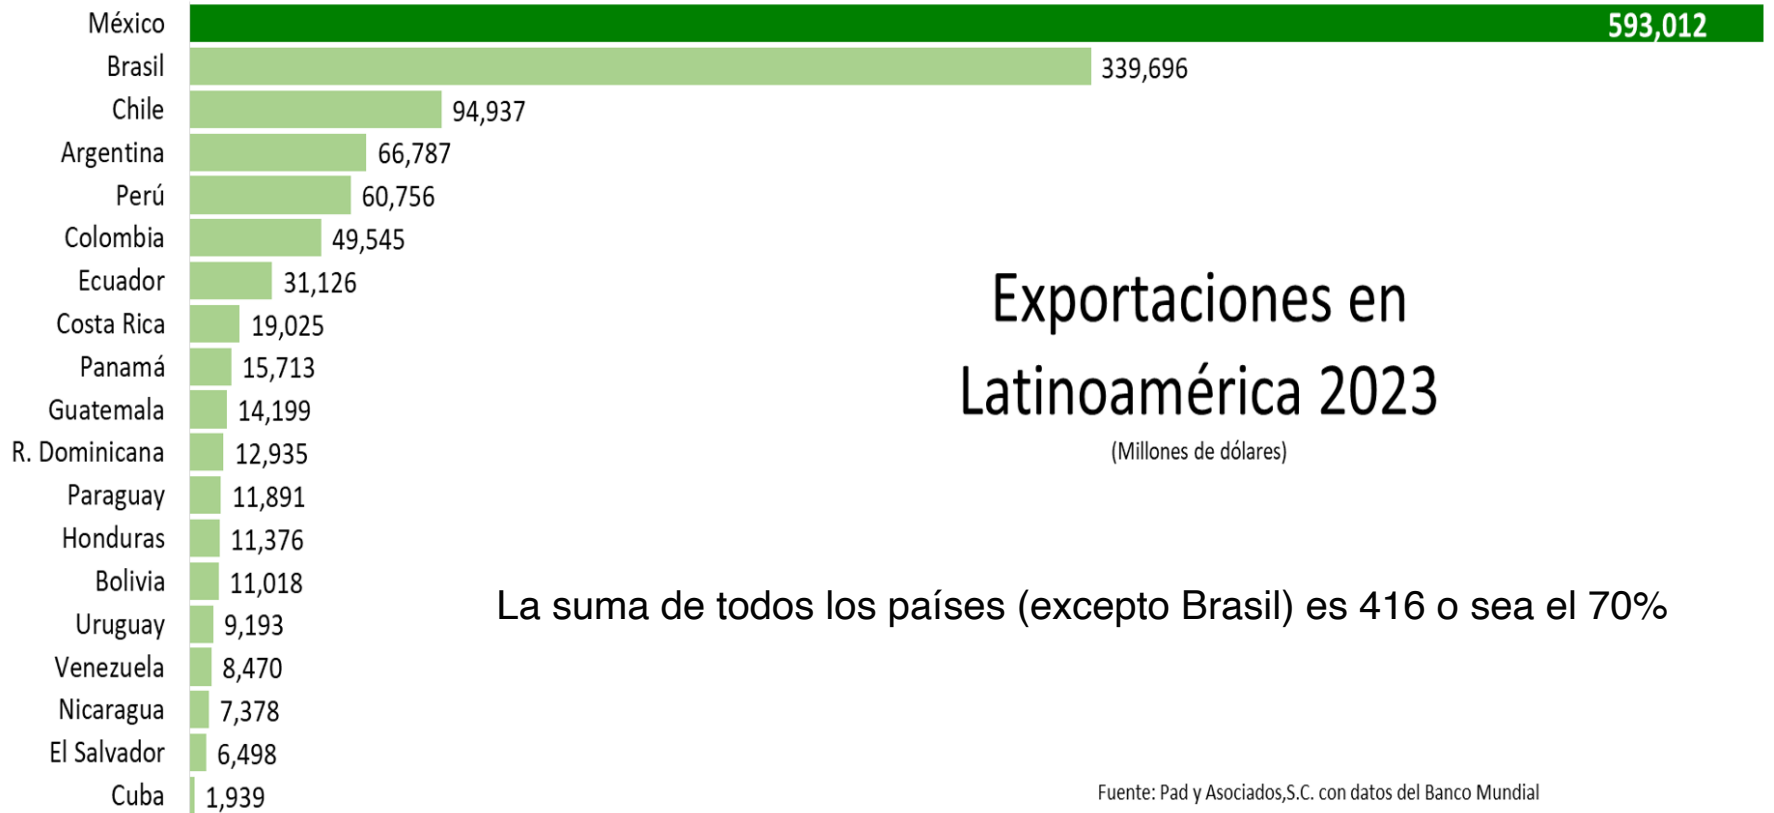 México 593,012
Brasil 339,696
Chile 94,937
Argentina 66,787
Perú 60,756
Colombia 49,545
Ecuador 31,126
Costa Rica 19,025
Panamá 15,713
Guatemala 14,199
R. Dominicana 12,935
Paraguay 11,891
Honduras 11,376
Bolivia 11,018
Uruguay 9,193
Venezuela 8,470
Nicaragua 7,378
El Salvador 6,498
Cuba 1,939
Exportaciones en
Latinoamérica 2023
(Millones de dólares)
La suma de todos los países (excepto Brasil) es 416 o sea el 70%
Fuente: Pad y Asociados,S.C. con datos del Banco Mundial